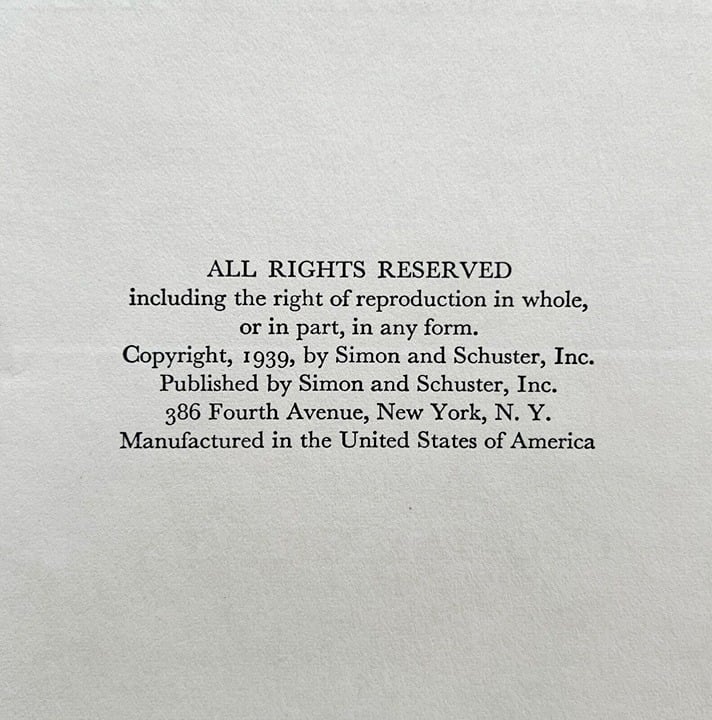 ALL RIGHTS RESERVED
including the right of reproduction in whole,
or in part, in any form.
Copyright, 1939, by Simon and Schuster, Inc.
Published by Simon and Schuster, Inc.
386 Fourth Avenue, New York, N. Y.
Manufactured in the United States of America